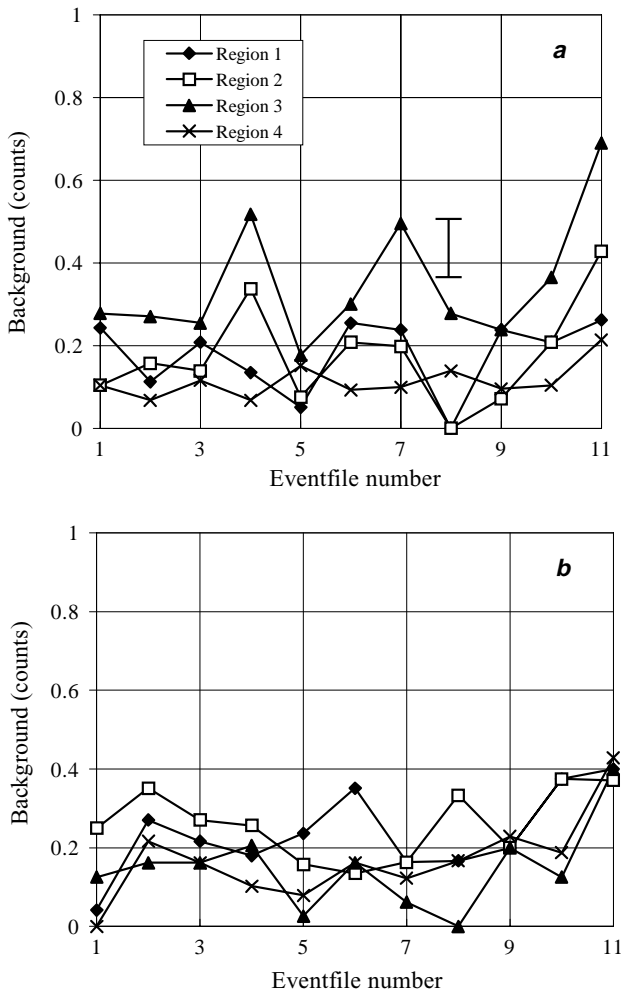 1
a
Region 1
Region 2
Region 3
Region 4
0.8
0.6
0.4
0.2
0
Background (counts)
1 3 5 7 9 11
Eventfile number
1
b
0.8
0.6
0.4
0.2
0
Background (counts)
1 3 5 7 9 11
Eventfile number